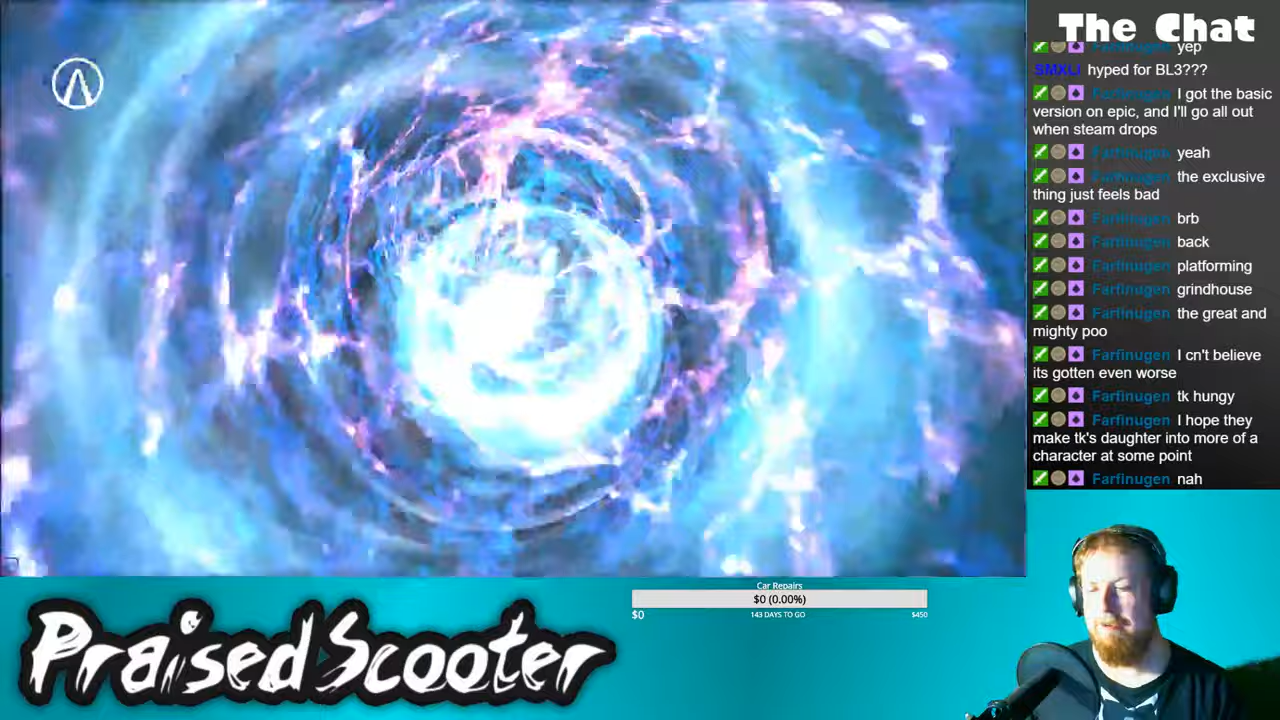 The Chat
Farfinugen yep
SMXLI hyped for BL3???
Farfinugen I got the basic
version on epic, and I'll go all out
when steam drops
Farfinugen yeah
Farfinugen the exclusive
thing just feels bad
Farfinugen brb
Farfinugen back
Farfinugen platforming
Farfinugen grindhouse
Farfinugen the great and
mighty poo
Farfinugen I cn't believe
its gotten even worse
Farfinugen tk hungy
Farfinugen I hope they
make tk's daughter into more of a
character at some point
Farfinugen nah
Car Repairs
$0 (0.00%)
$0 143 DAYS TO GO $450
PraisedScooter